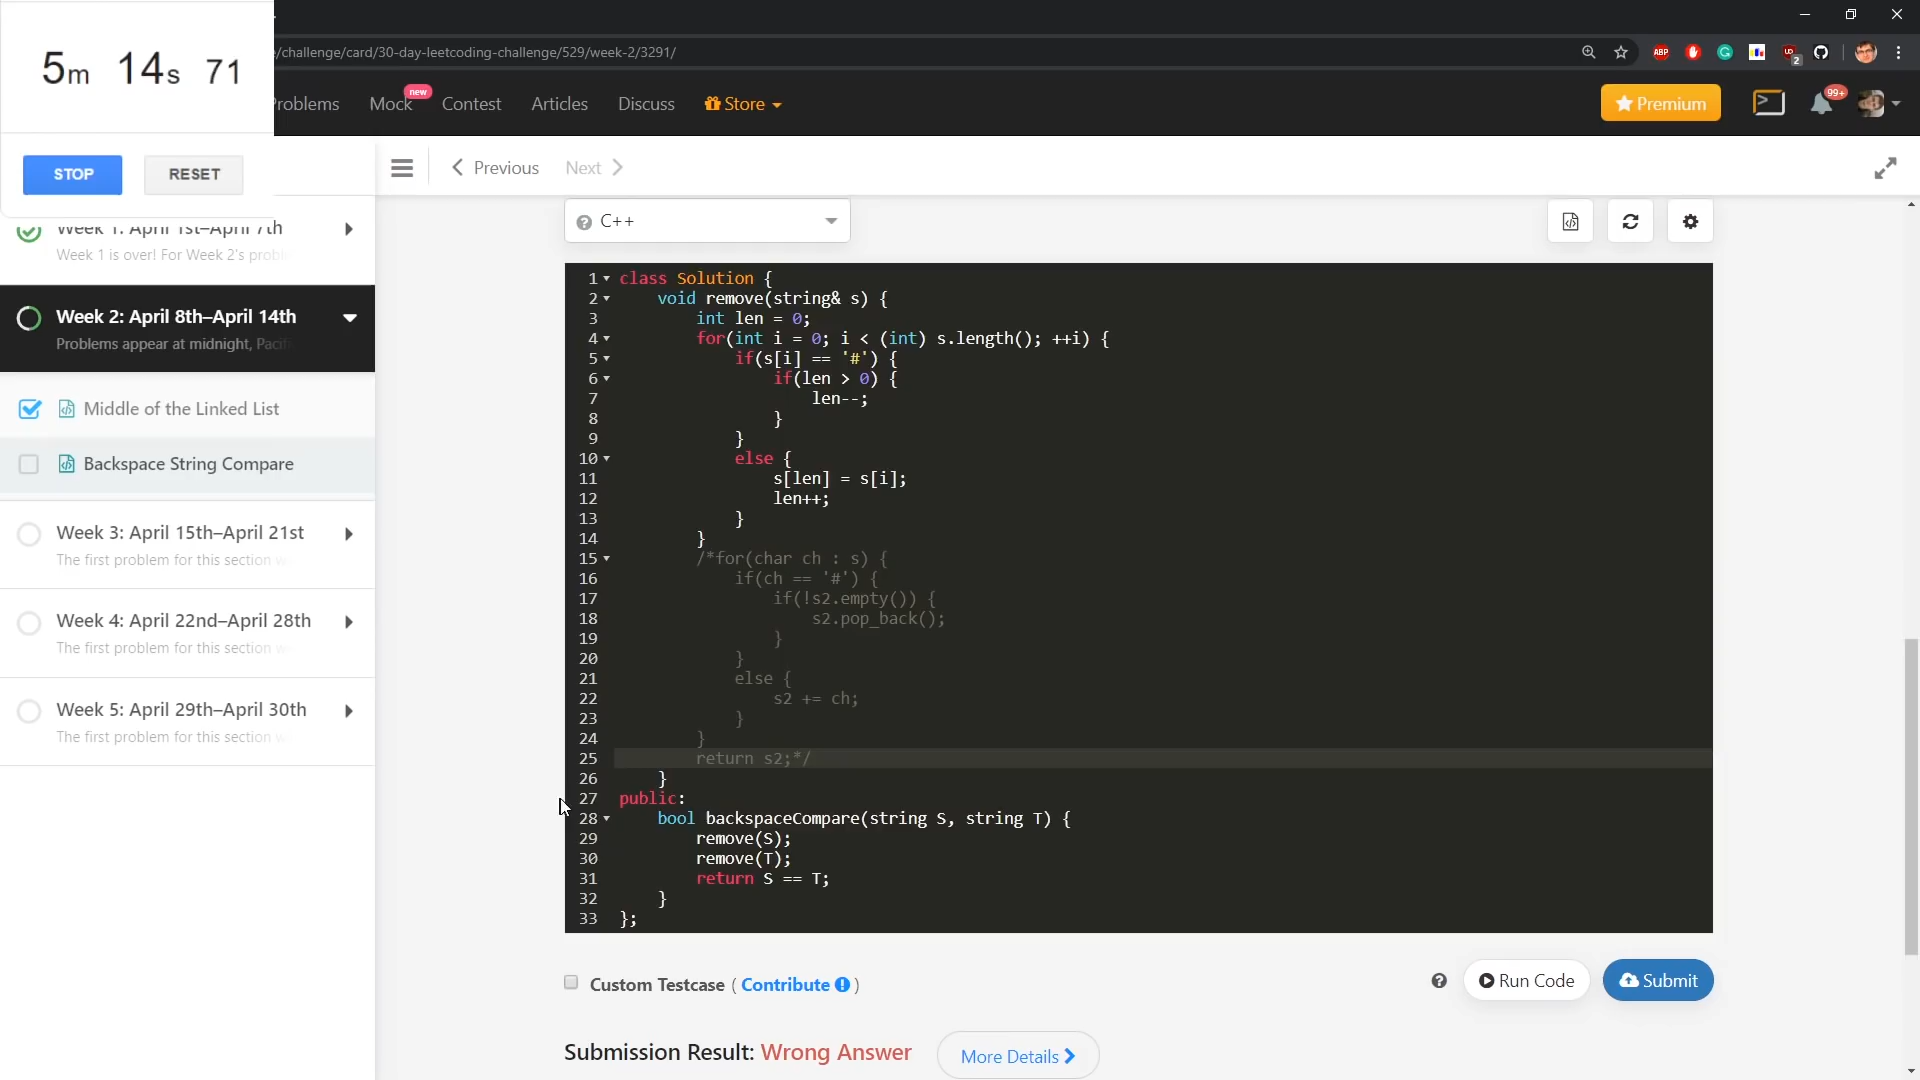 5m 14s 71
STOP RESET
/challenge/card/30-day-leetcoding-challenge/529/week-2/3291/
ABP
2
Problems Mock new Contest Articles Discuss Store Premium 99+
Previous Next
Week 1: April 1st–April 7th
Week 1 is over! For Week 2's proble
Week 2: April 8th–April 14th
Problems appear at midnight, Pacifi
Middle of the Linked List
Backspace String Compare
Week 3: April 15th–April 21st
The first problem for this section w
Week 4: April 22nd–April 28th
The first problem for this section w
Week 5: April 29th–April 30th
The first problem for this section w
C++
1 class Solution {
2 void remove(string& s) {
3 int len = 0;
4 for(int i = 0; i < (int) s.length(); ++i) {
5 if(s[i] == '#') {
6 if(len > 0) {
7 len--;
8 }
9 }
10 else {
11 s[len] = s[i];
12 len++;
13 }
14 }
15 /*for(char ch : s) {
16 if(ch == '#') {
17 if(!s2.empty()) {
18 s2.pop_back();
19 }
20 }
21 else {
22 s2 += ch;
23 }
24 }
25 return s2;*/
26 }
27 public:
28 bool backspaceCompare(string S, string T) {
29 remove(S);
30 remove(T);
31 return S == T;
32 }
33 };
Custom Testcase ( Contribute )
Run Code Submit
Submission Result: Wrong Answer More Details